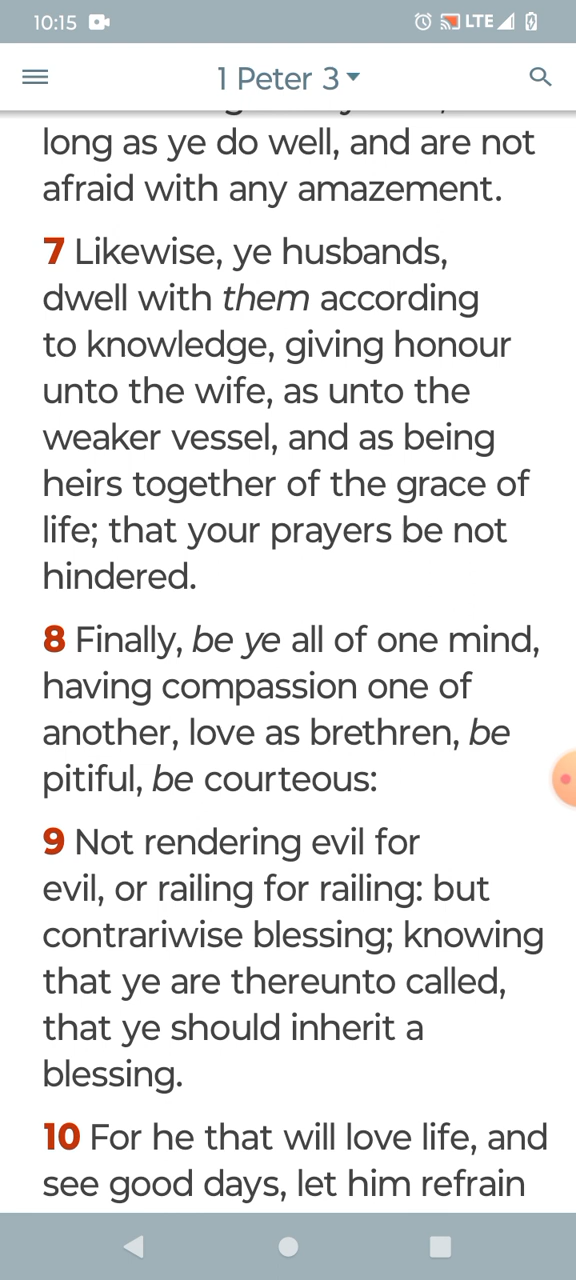 10:15
LTE
1 Peter 3
long as ye do well, and are not
afraid with any amazement.
7 Likewise, ye husbands,
dwell with them according
to knowledge, giving honour
unto the wife, as unto the
weaker vessel, and as being
heirs together of the grace of
life; that your prayers be not
hindered.
8 Finally, be ye all of one mind,
having compassion one of
another, love as brethren, be
pitiful, be courteous:
9 Not rendering evil for
evil, or railing for railing: but
contrariwise blessing; knowing
that ye are thereunto called,
that ye should inherit a
blessing.
10 For he that will love life, and
see good days, let him refrain